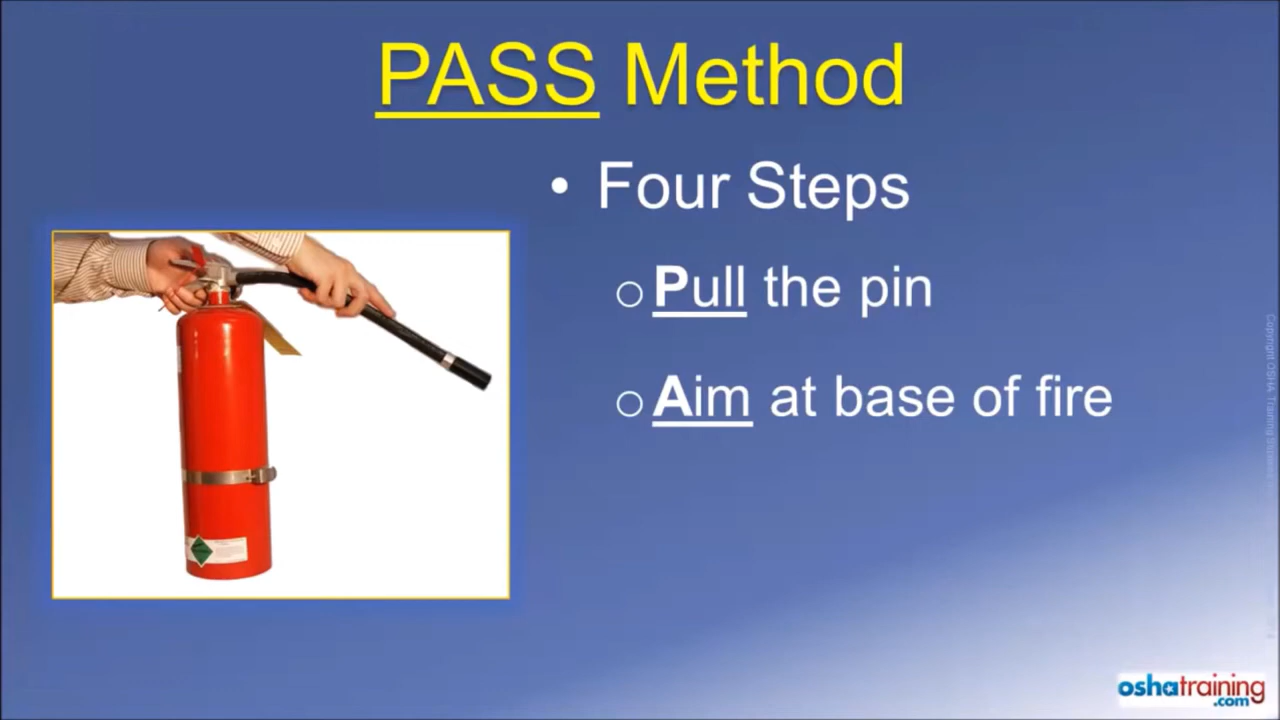 PASS Method
• Four Steps
o Pull the pin
o Aim at base of fire
oshatraining
.com